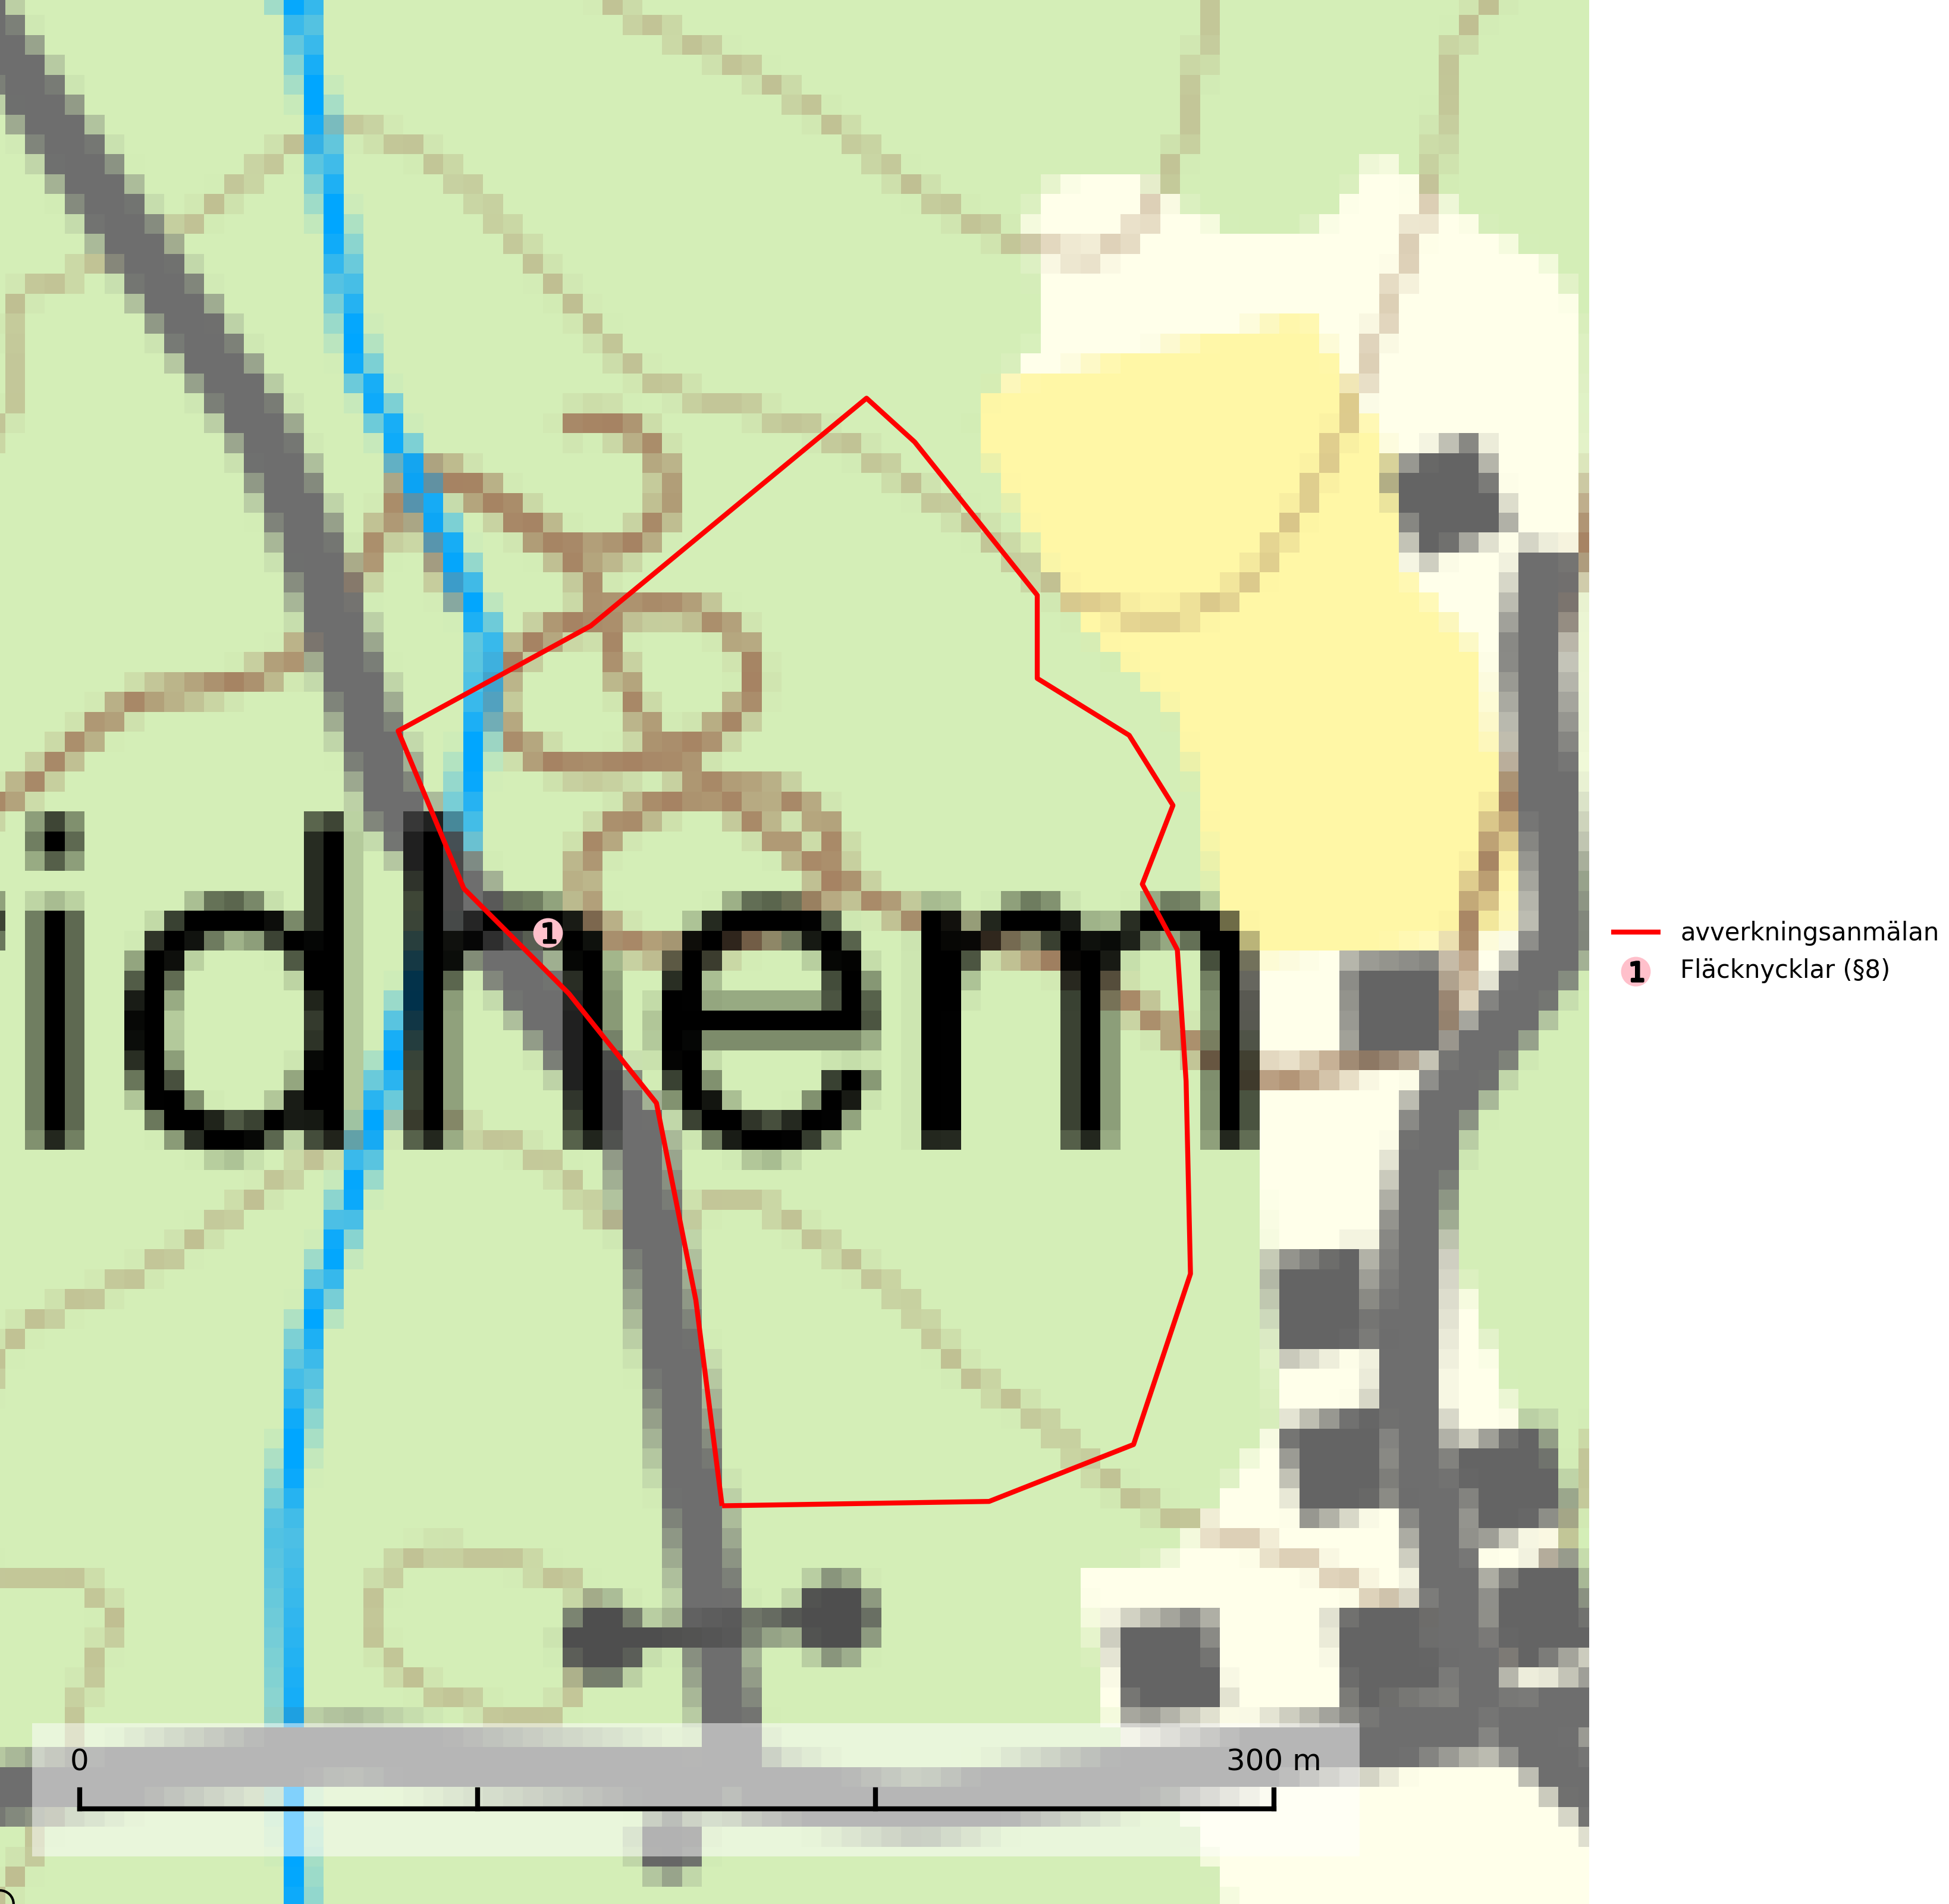 idhem
1
avverkningsanmälan
1 Fläcknycklar (§8)
0 300 m